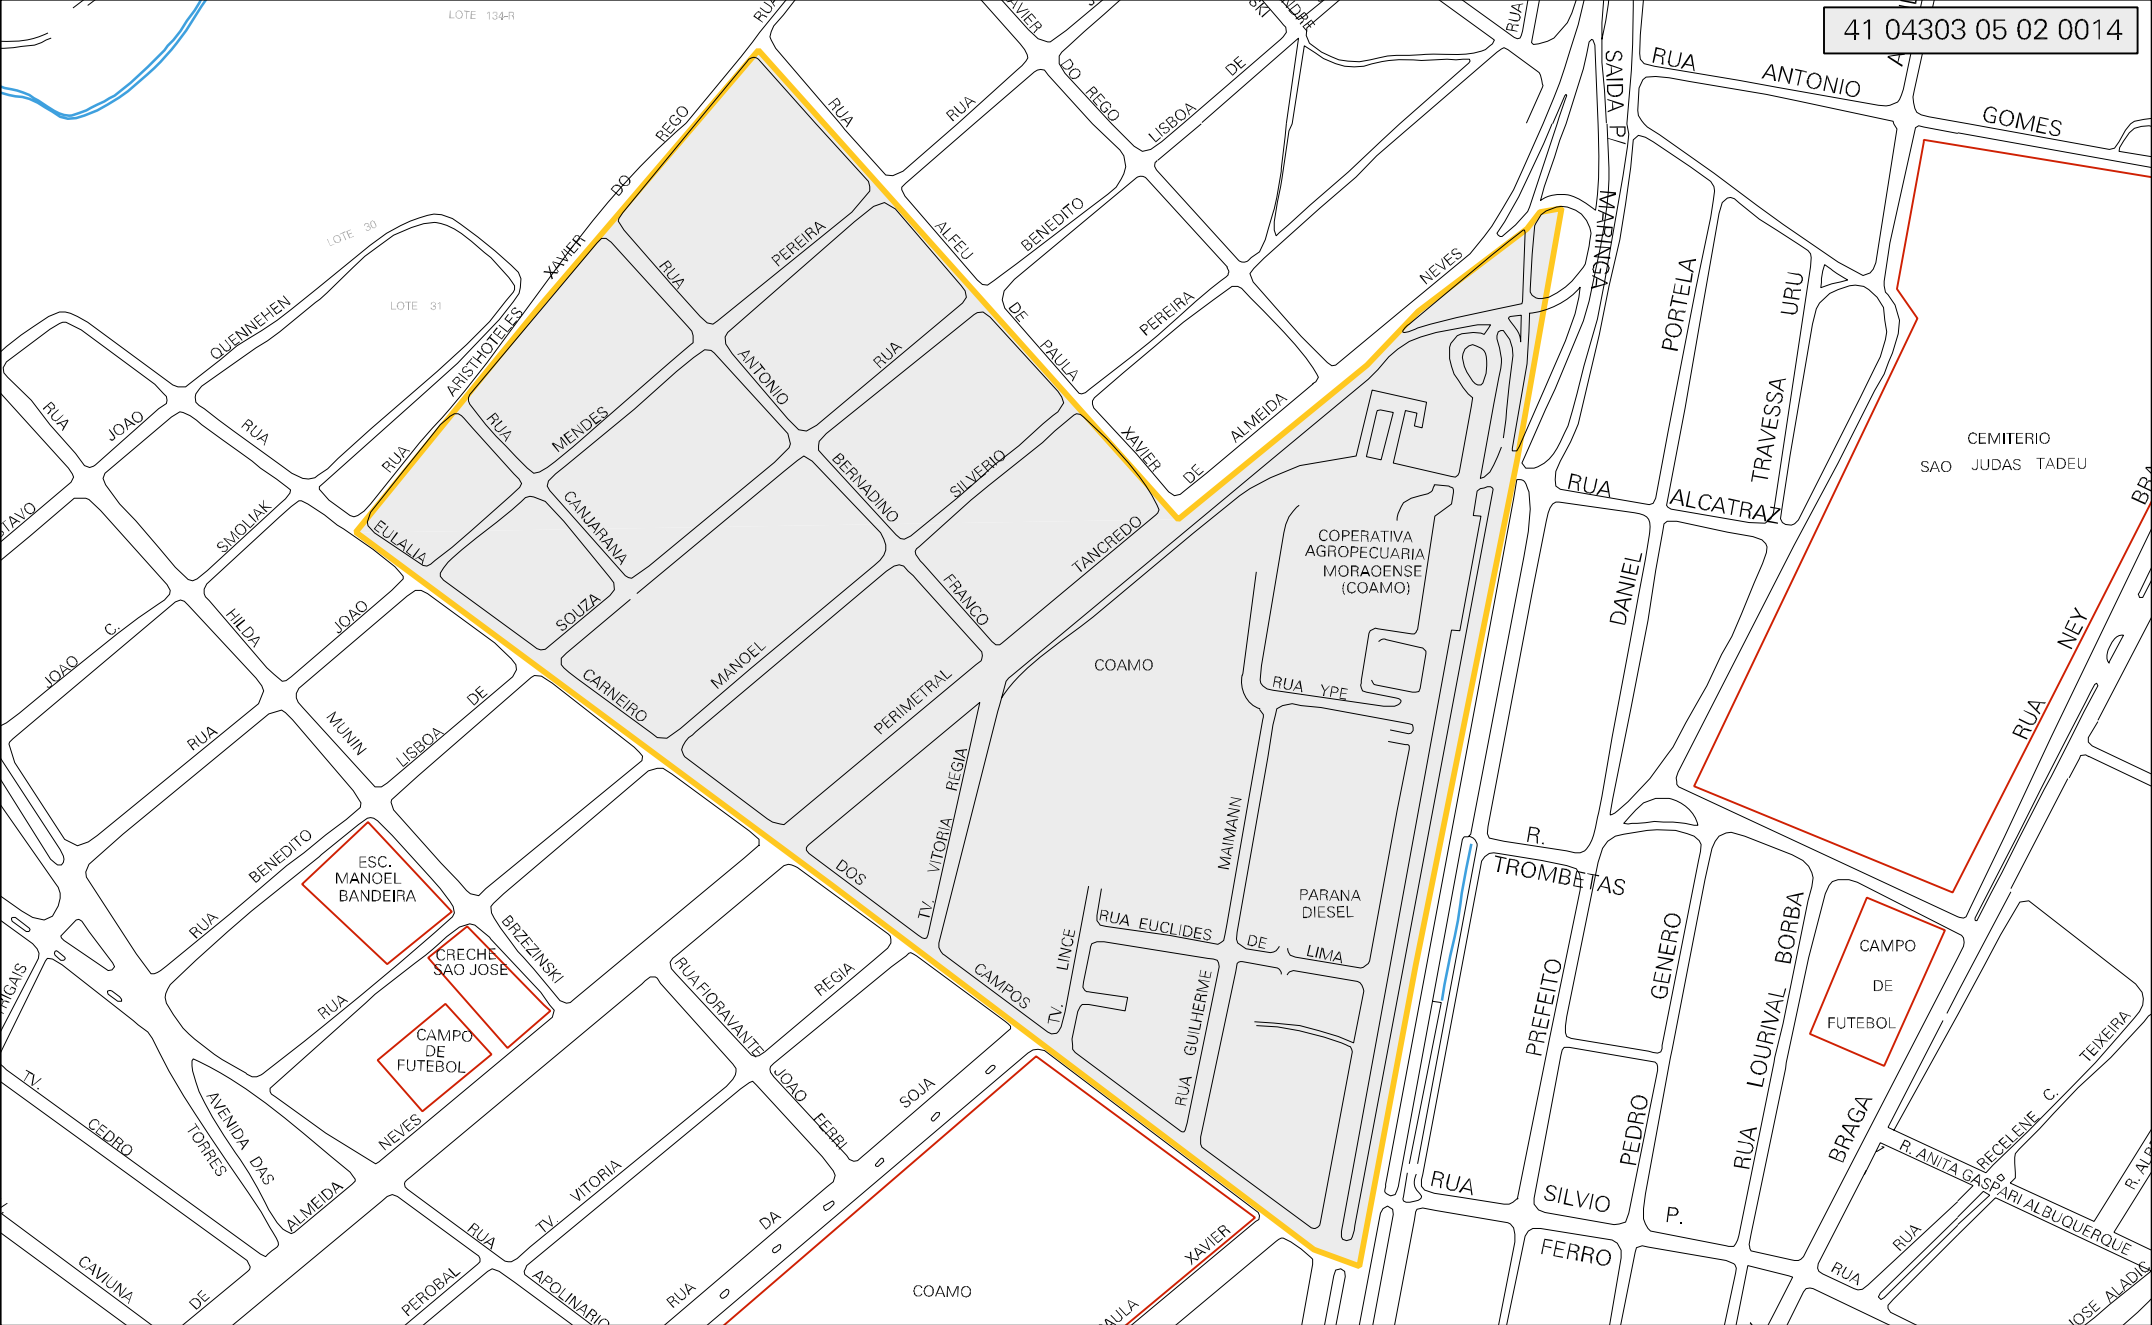 LOTE 134-R
41 04303 05 02 0014
RUA
XAVIER
DO
REGO
RUA
RUA
LISBOA
DE
RUA
SAIDA P/
MARINGA
RUA
ANTONIO
GOMES
REGO
DO
XAVIER
ARISTHOTELES
RUA
LOTE 30
LOTE 31
QUENNEHEN
RUA
JOAO
RUA
SMOLIAK
RUA
PEREIRA
RUA
ALFEU
DE
PAULA
XAVIER
DE
BENEDITO
PEREIRA
ALMEIDA
NEVES
ANTONIO
RUA
BERNADINO
SILVERIO
FRANCO
TANCREDO
RUA
MENDES
CANJARANA
EULALIA
SOUZA
CARNEIRO
MANOEL
PERIMETRAL
DOS
CAMPOS
TV. VITORIA REGIA
COAMO
COPERATIVA
AGROPECUARIA
MORAOENSE
(COAMO)
RUA YPE
MAIMANN
GUILHERME
RUA
PARANA
DIESEL
RUA EUCLIDES
DE
LIMA
TV. LINCE
PORTELA
DANIEL
PREFEITO
TRAVESSA
URU
RUA
ALCATRAZ
CEMITERIO
SAO JUDAS TADEU
RUA
NEY
BRAGA
R.
TROMBETAS
GENERO
PEDRO
RUA LOURIVAL BORBA
CAMPO
DE
FUTEBOL
TEIXEIRA
C.
RECELENE
R. ANITA GASPARI ALBUQUERQUE
RUA
RUA
JOSE ALADIC
RUA
SILVIO
P.
FERRO
JOAO
C.
RUA
HILDA
JOAO
MUNIN
LISBOA
DE
BENEDITO
RUA
ESC.
MANOEL
BANDEIRA
CRECHE
SAO JOSE
CAMPO
DE
FUTEBOL
BRZEZINSKI
RUA
NEVES
ALMEIDA
DE
AVENIDA DAS
TORRES
TV.
CEDRO
CAVIUNA
RUA FIORAVANTE
JOAO FERRI
REGIA
VITORIA
TV.
SOJA
DA
RUA
RUA
APOLINARIO
PEROBAL
COAMO
XAVIER